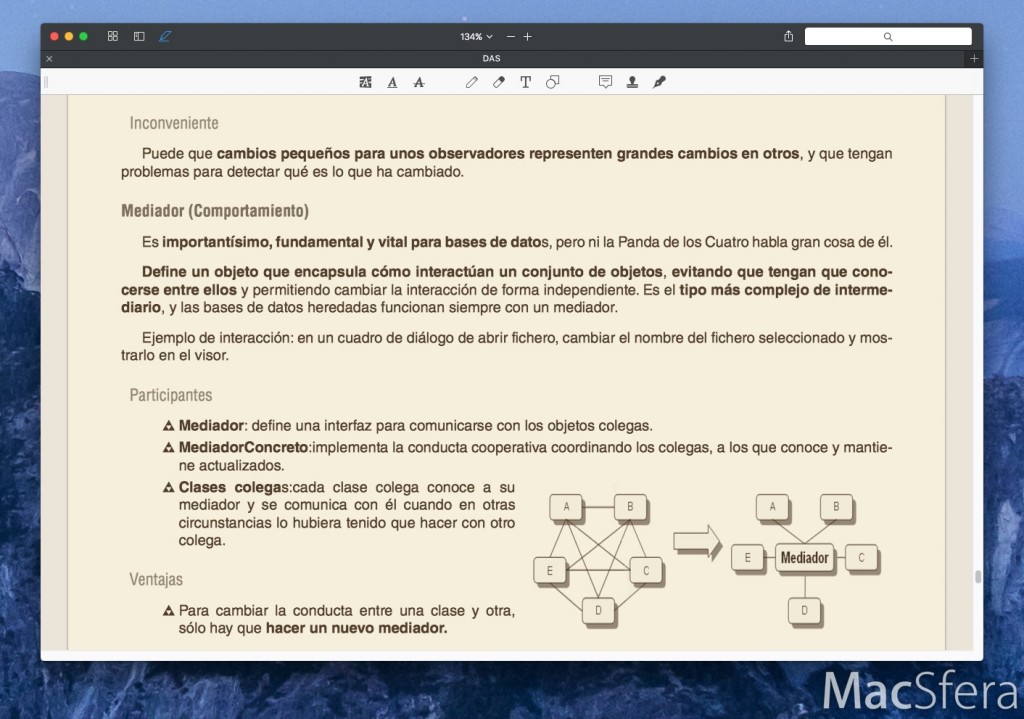 134%
DAS
Inconveniente
Puede que cambios pequeños para unos observadores representen grandes cambios en otros, y que tengan
problemas para detectar qué es lo que ha cambiado.
Mediador (Comportamiento)
Es importantísimo, fundamental y vital para bases de datos, pero ni la Panda de los Cuatro habla gran cosa de él.
Define un objeto que encapsula cómo interactúan un conjunto de objetos, evitando que tengan que cono-
cerse entre ellos y permitiendo cambiar la interacción de forma independiente. Es el tipo más complejo de interme-
diario, y las bases de datos heredadas funcionan siempre con un mediador.
Ejemplo de interacción: en un cuadro de diálogo de abrir fichero, cambiar el nombre del fichero seleccionado y mos-
trarlo en el visor.
Participantes
Mediador: define una interfaz para comunicarse con los objetos colegas.
MediadorConcreto:implementa la conducta cooperativa coordinando los colegas, a los que conoce y mantie-
ne actualizados.
Clases colegas:cada clase colega conoce a su
mediador y se comunica con él cuando en otras
circunstancias lo hubiera tenido que hacer con otro
colega.
Ventajas
Para cambiar la conducta entre una clase y otra,
sólo hay que hacer un nuevo mediador.
A B
E C
D
A B
E Mediador C
D
MacSfera